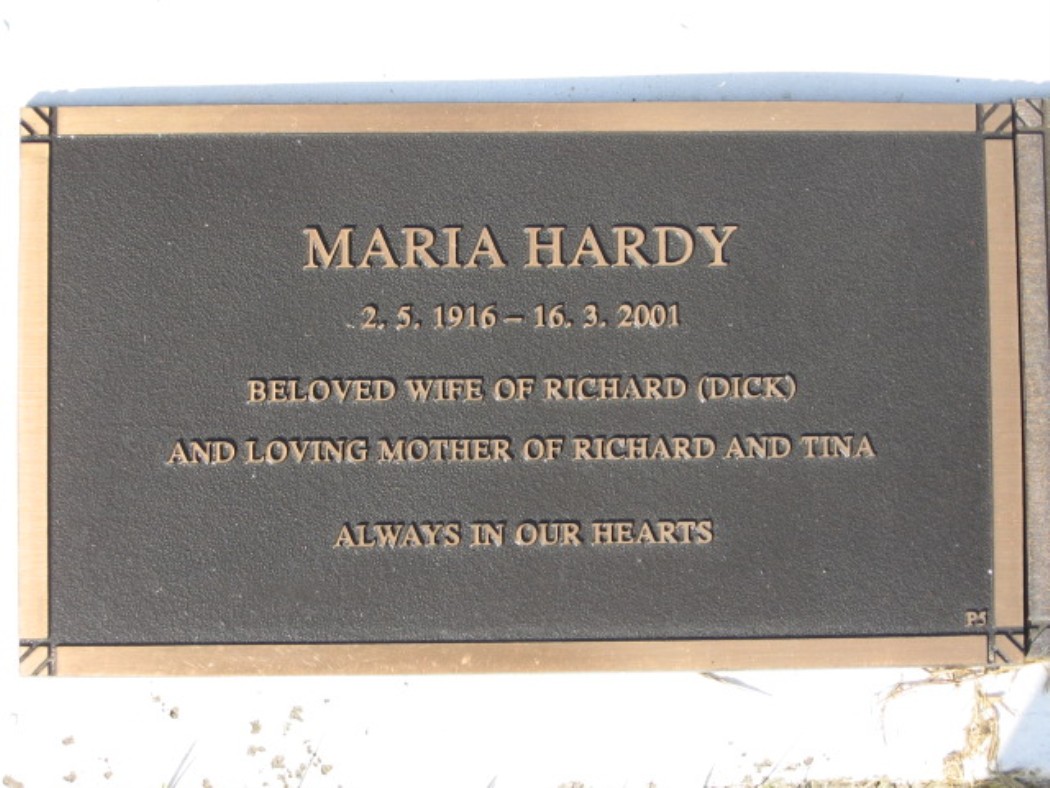 MARIA HARDY
2. 5. 1916 – 16. 3. 2001
BELOVED WIFE OF RICHARD (DICK)
AND LOVING MOTHER OF RICHARD AND TINA
ALWAYS IN OUR HEARTS
P5